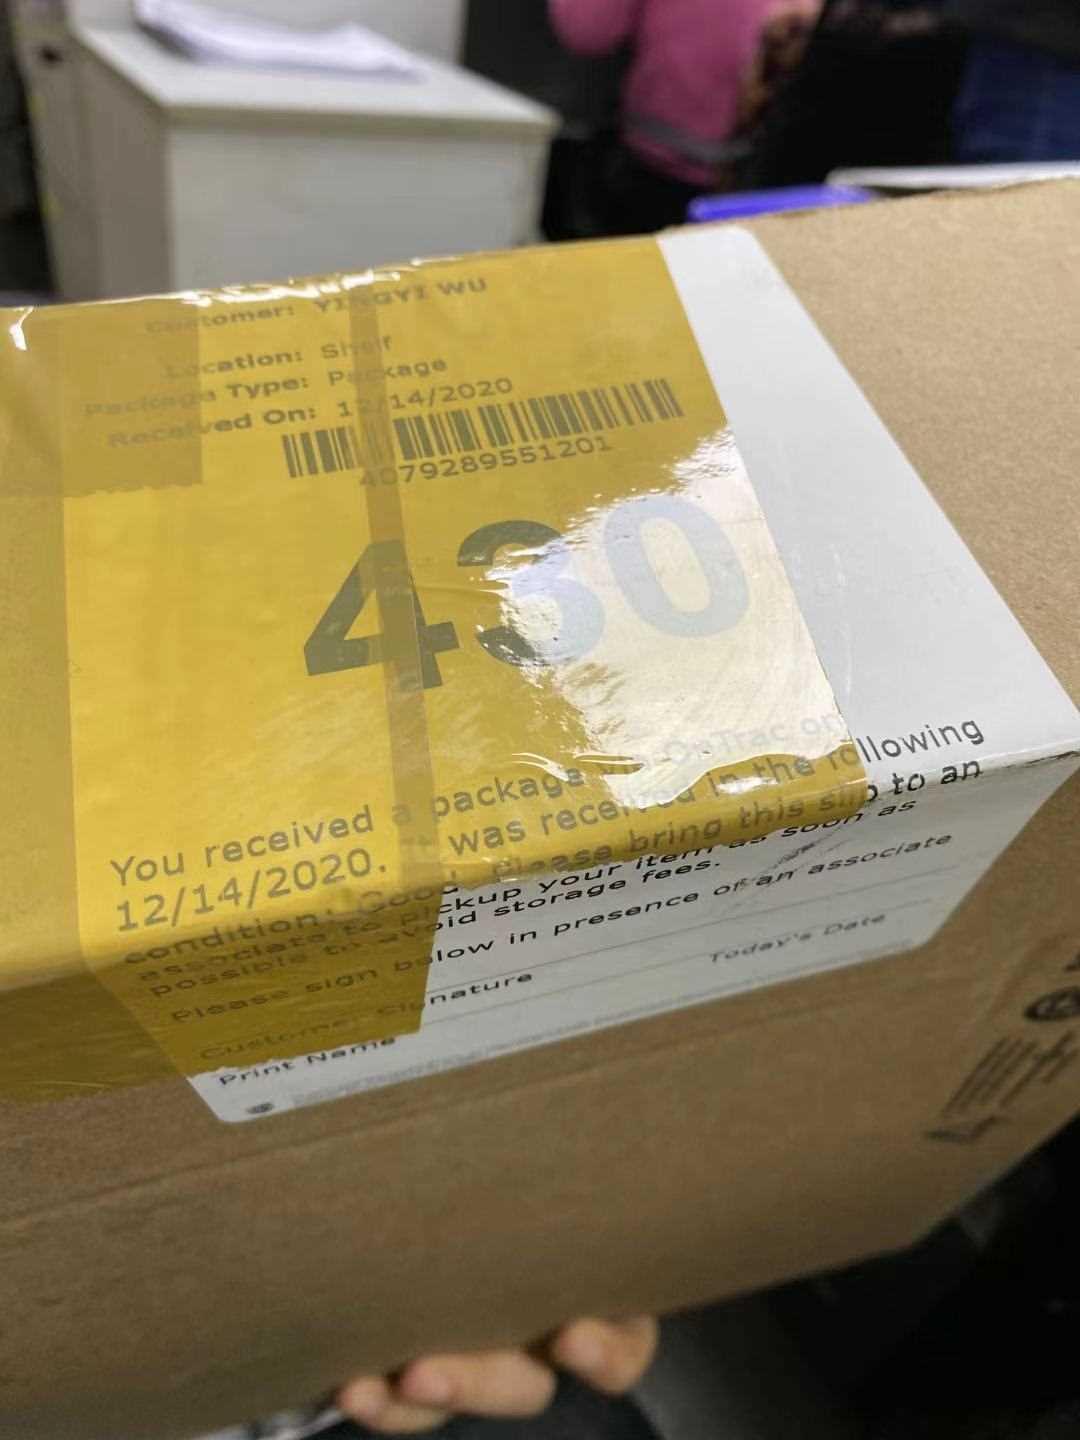 Customer: YINGYI WU
Location: Shelf
Package Type: Package
Received On: 12/14/2020
4079289551201
430
You received a package via OnTrac on
12/14/2020. It was received in the following
condition: Good. Please bring this slip to an
associate to pickup your item as soon as
possible to avoid storage fees.
Please sign below in presence of an associate
Customer Signature
Today's Date
Print Name